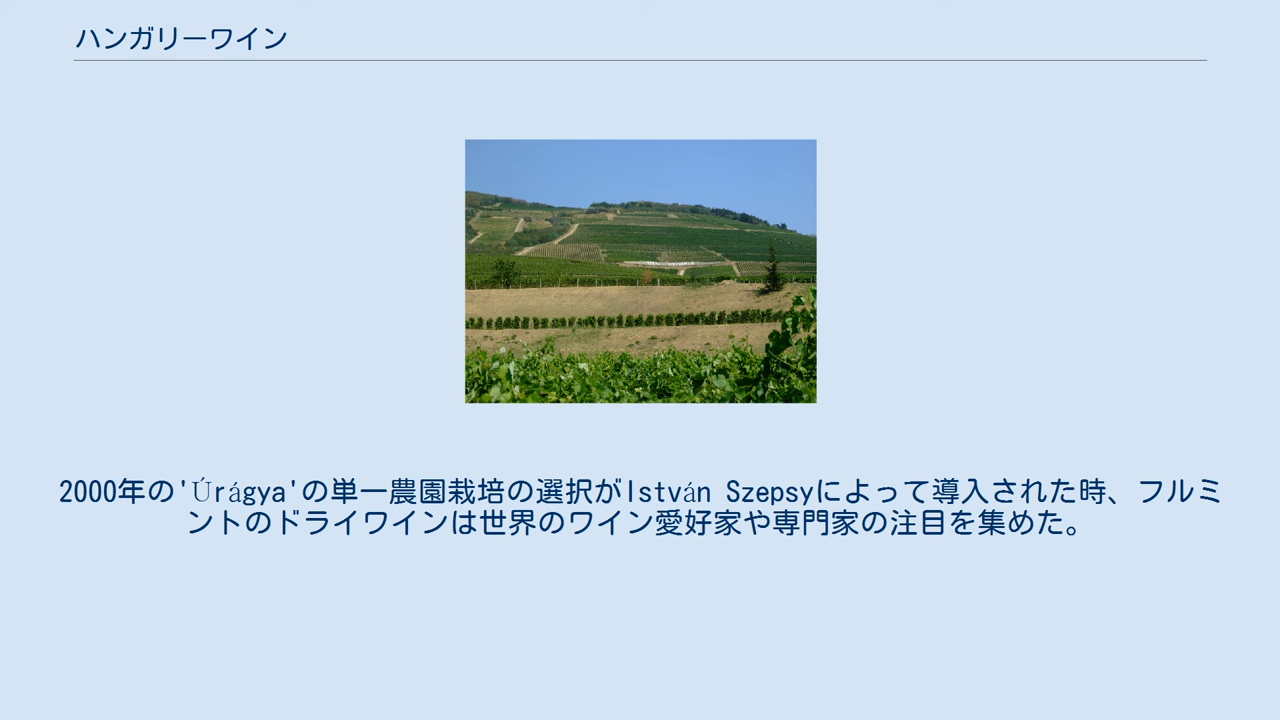 ハンガリーワイン
2000年の'Úrágya'の単一農園栽培の選択がIstván Szepsyによって導入された時、フルミ
ントのドライワインは世界のワイン愛好家や専門家の注目を集めた。